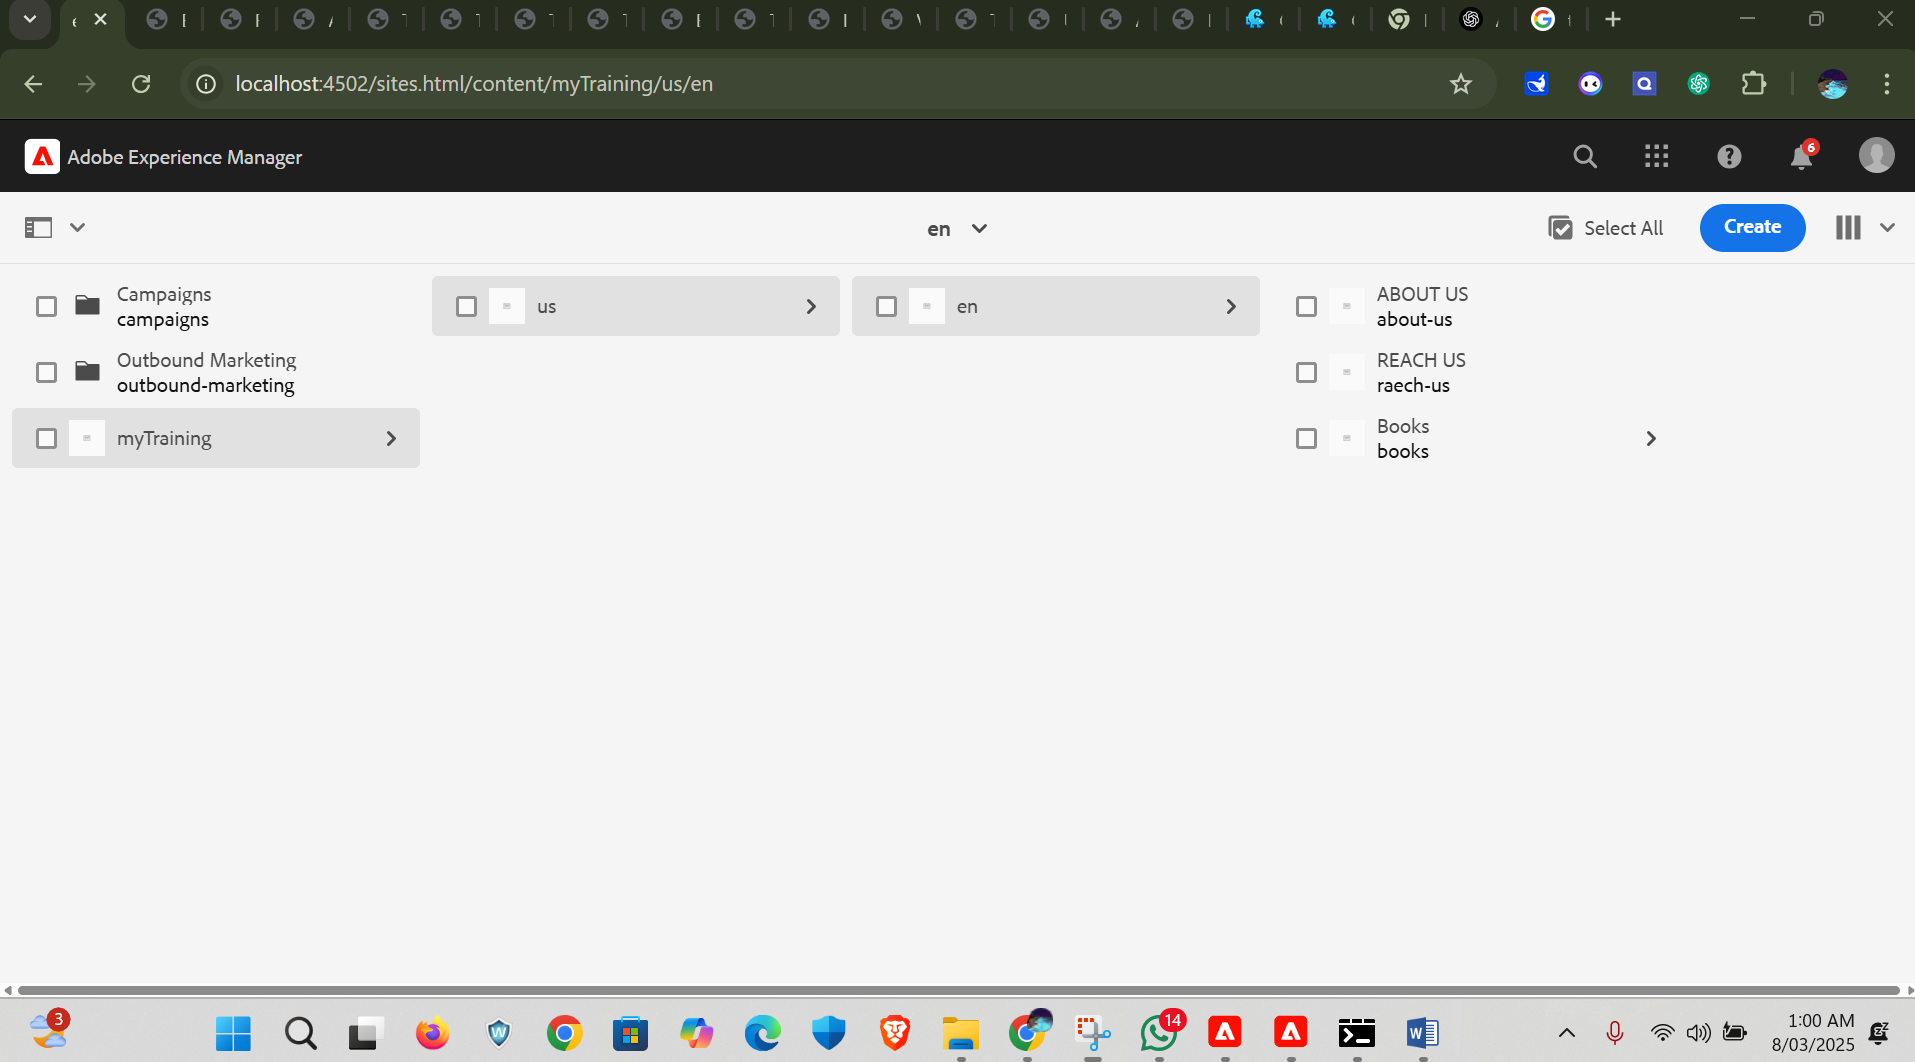 localhost:4502/sites.html/content/myTraining/us/en
Adobe Experience Manager
6
en
Select All
Create
Campaigns
campaigns
Outbound Marketing
outbound-marketing
myTraining
us
en
ABOUT US
about-us
REACH US
raech-us
Books
books
3
W
14
W
1:00 AM
8/03/2025